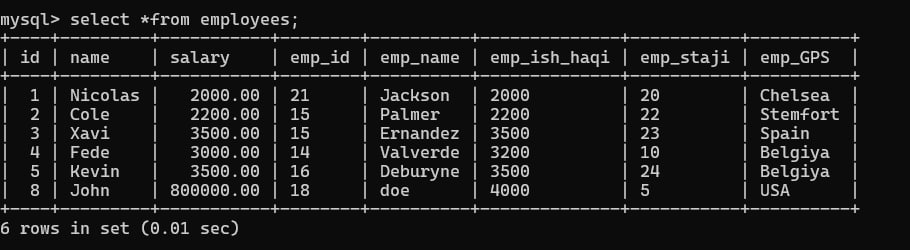 mysql> select *from employees;
+----+---------+-----------+--------+----------+--------------+-----------+----------+
| id | name    | salary    | emp_id | emp_name | emp_ish_haqi | emp_staji | emp_GPS  |
+----+---------+-----------+--------+----------+--------------+-----------+----------+
|  1 | Nicolas |   2000.00 | 21     | Jackson  | 2000         | 20        | Chelsea  |
|  2 | Cole    |   2200.00 | 15     | Palmer   | 2200         | 22        | Stemfort |
|  3 | Xavi    |   3500.00 | 15     | Ernandez | 3500         | 23        | Spain    |
|  4 | Fede    |   3000.00 | 14     | Valverde | 3200         | 10        | Belgiya  |
|  5 | Kevin   |   3500.00 | 16     | Deburyne | 3500         | 24        | Belgiya  |
|  8 | John    | 800000.00 | 18     | doe      | 4000         | 5         | USA      |
+----+---------+-----------+--------+----------+--------------+-----------+----------+
6 rows in set (0.01 sec)